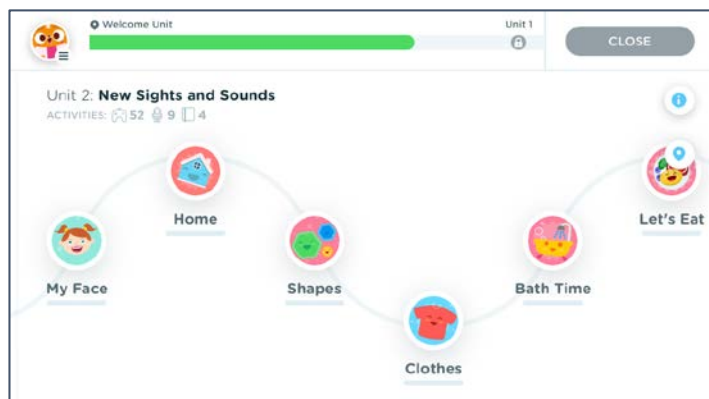 Welcome Unit
Unit 1
CLOSE
Unit 2: New Sights and Sounds
ACTIVITIES: 52 9 4
Home
Let's Eat
My Face
Shapes
Bath Time
Clothes